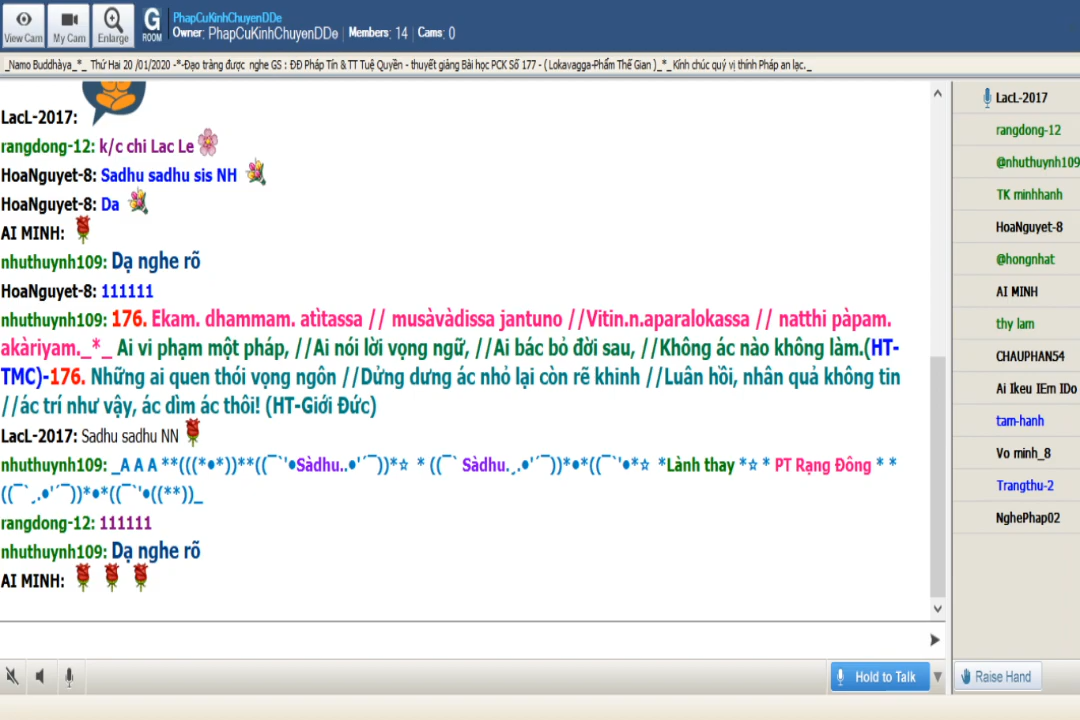 PhapCuKinhChuyenDDe
Owner: PhapCuKinhChuyenDDe | Members: 14 | Cams: 0
View Cam
My Cam
Enlarge
G ROOM
_Namo Buddhàya_*_ Thứ Hai 20 /01/2020 -*-Đạo tràng được nghe GS : ĐĐ Pháp Tín & TT Tuệ Quyền - thuyết giảng Bài học PCK Số 177 - ( Lokavagga-Phẩm Thế Gian )_*_Kính chúc quý vị thính Pháp an lạc._
LacL-2017:
rangdong-12: k/c chi Lac Le
HoaNguyet-8: Sadhu sadhu sis NH
HoaNguyet-8: Da
AI MINH:
nhuthuynh109: Dạ nghe rõ
HoaNguyet-8: 111111
nhuthuynh109: 176. Ekam. dhammam. atìtassa // musàvàdissa jantuno //Vitin.n.aparalokassa // natthi pàpam.
akàriyam._*_ Ai vi phạm một pháp, //Ai nói lời vọng ngữ, //Ai bác bỏ đời sau, //Không ác nào không làm.(HT-
TMC)-176. Những ai quen thói vọng ngôn //Dửng dưng ác nhỏ lại còn rẽ khinh //Luân hồi, nhân quả không tin
//ác trí như vậy, ác dìm ác thôi! (HT-Giới Đức)
LacL-2017: Sadhu sadhu NN
nhuthuynh109: _A A A **(((*•*))**((¯`'•Sàdhu..•'´¯))*☆ * ((¯` Sàdhu.¸.•'´¯))*•*((¯`'•*☆ *Lành thay *☆ * PT Rạng Đông * *
((¯`¸.•'´¯))*•*((¯`'•((**))_
rangdong-12: 111111
nhuthuynh109: Dạ nghe rõ
AI MINH:
Hold to Talk
LacL-2017
rangdong-12
@nhuthuynh109
TK minhhanh
HoaNguyet-8
@hongnhat
AI MINH
thy lam
CHAUPHAN54
Ai Ikeu IEm IDo
tam-hanh
Vo minh_8
Trangthu-2
NghePhap02
Raise Hand